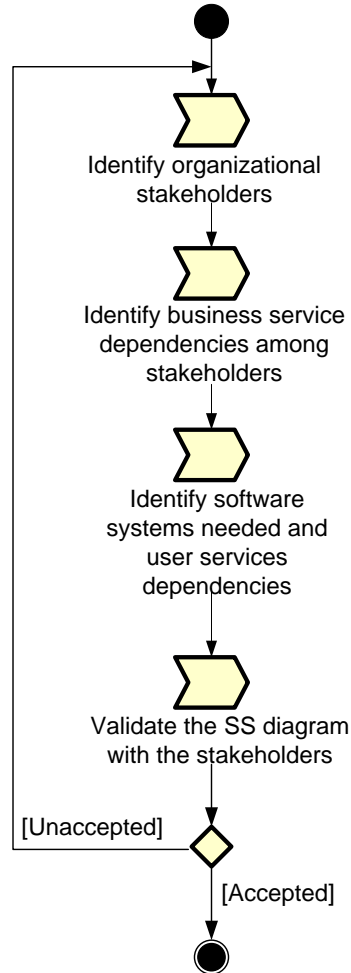 Identify organizational
stakeholders
Identify business service
dependencies among
stakeholders
Identify software
systems needed and
user services
dependencies
Validate the SS diagram
with the stakeholders
[Unaccepted]
[Accepted]